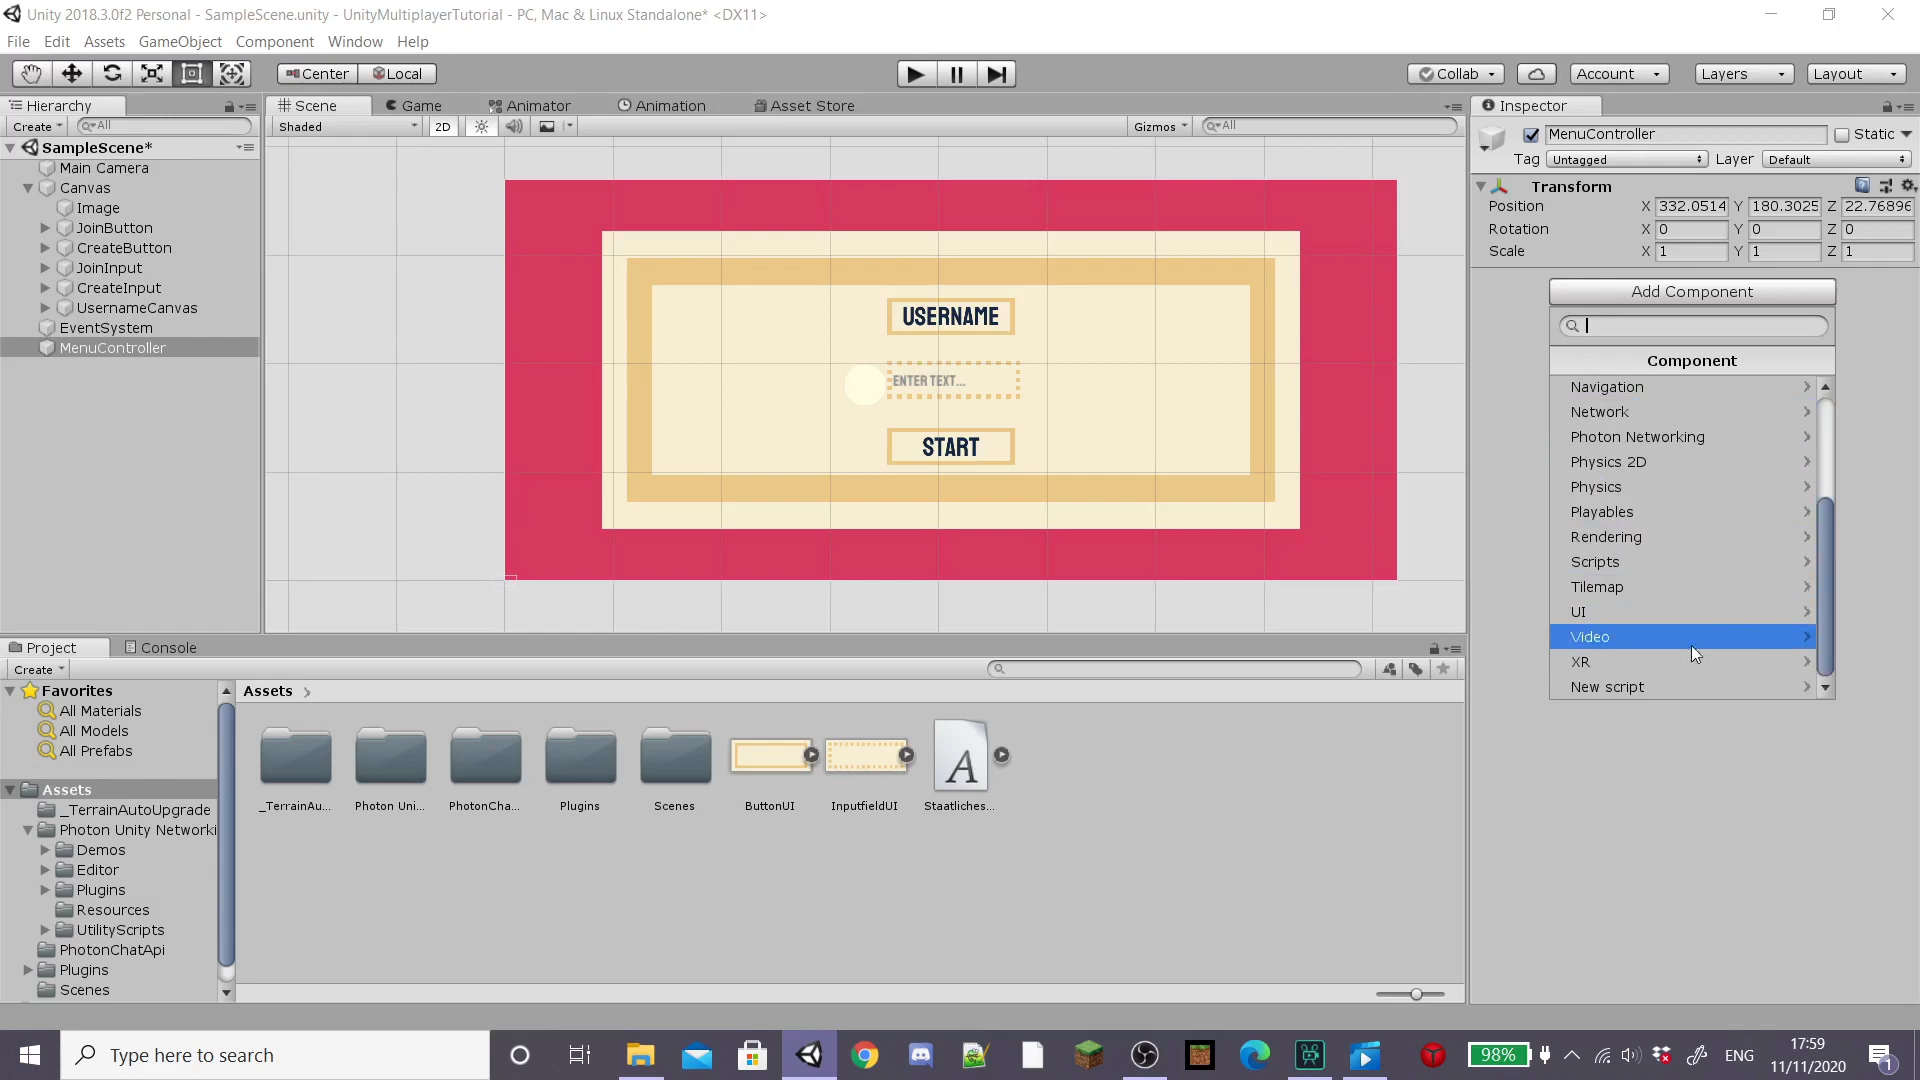 Unity 2018.3.0f2 Personal - SampleScene.unity - UnityMultiplayerTutorial - PC, Mac & Linux Standalone* <DX11>
File Edit Assets GameObject Component Window Help
Center Local Collab Account Layers Layout
Hierarchy
Create All
SampleScene*
Main Camera
Canvas
Image
JoinButton
CreateButton
JoinInput
CreateInput
UsernameCanvas
EventSystem
MenuController
Scene Game Animator Animation Asset Store
Shaded 2D Gizmos All
USERNAME
ENTER TEXT...
START
Inspector
MenuController Static
Tag Untagged Layer Default
Transform
Position X 332.0514 Y 180.3025 Z 22.76896
Rotation X 0 Y 0 Z 0
Scale X 1 Y 1 Z 1
Add Component
Component
Navigation
Network
Photon Networking
Physics 2D
Physics
Playables
Rendering
Scripts
Tilemap
UI
Video
XR
New script
Project Console
Create
Favorites
All Materials
All Models
All Prefabs
Assets
_TerrainAutoUpgrade
Photon Unity Networki
Demos
Editor
Plugins
Resources
UtilityScripts
PhotonChatApi
Plugins
Scenes
Assets
A
_TerrainAu... Photon Uni... PhotonCha... Plugins Scenes ButtonUI InputfieldUI Staatliches...
Type here to search
98% ENG
17:59
11/11/2020
1